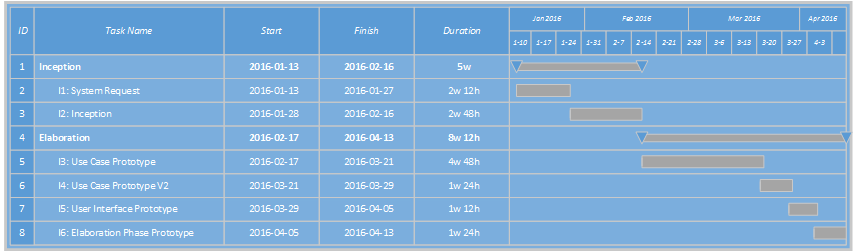 ID Task Name Start Finish Duration Jan 2016 Feb 2016 Mar 2016 Apr 2016
1-10 1-17 1-24 1-31 2-7 2-14 2-21 2-28 3-6 3-13 3-20 3-27 4-3
1 Inception 2016-01-13 2016-02-16 5w
2 I1: System Request 2016-01-13 2016-01-27 2w 12h
3 I2: Inception 2016-01-28 2016-02-16 2w 48h
4 Elaboration 2016-02-17 2016-04-13 8w 12h
5 I3: Use Case Prototype 2016-02-17 2016-03-21 4w 48h
6 I4: Use Case Prototype V2 2016-03-21 2016-03-29 1w 24h
7 I5: User Interface Prototype 2016-03-29 2016-04-05 1w 12h
8 I6: Elaboration Phase Prototype 2016-04-05 2016-04-13 1w 24h